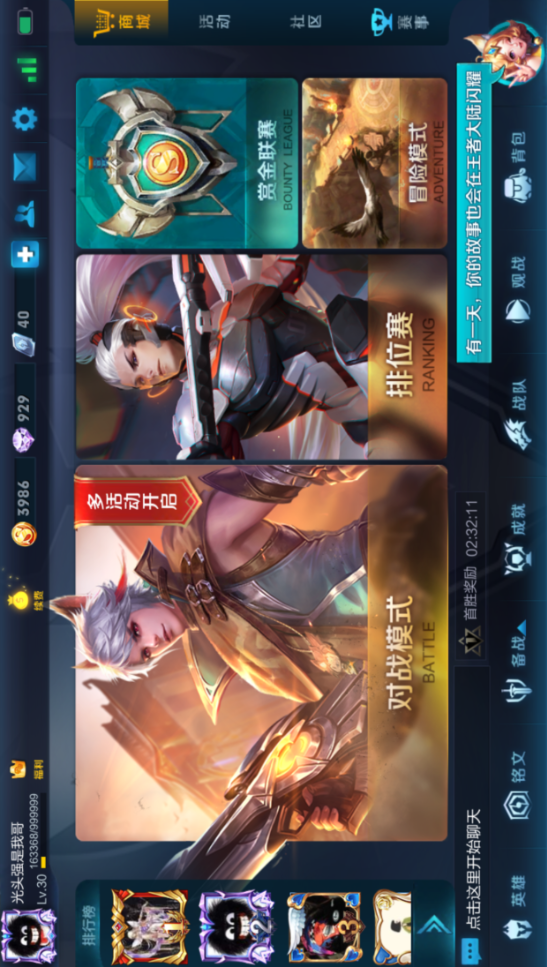 光头强是我哥
Lv.30 163368/999999
福利
续费
3986
929
40
排行榜
1
2
3
多活动开启
对战模式
BATTLE
排位赛
RANKING
赏金联赛
BOUNTY LEAGUE
冒险模式
ADVENTURE
商城
活动
社区
赛事
点击这里开始聊天
首胜奖励 02:32:11
有一天，你的故事也会在王者大陆闪耀
英雄
铭文
备战
成就
战队
观战
背包